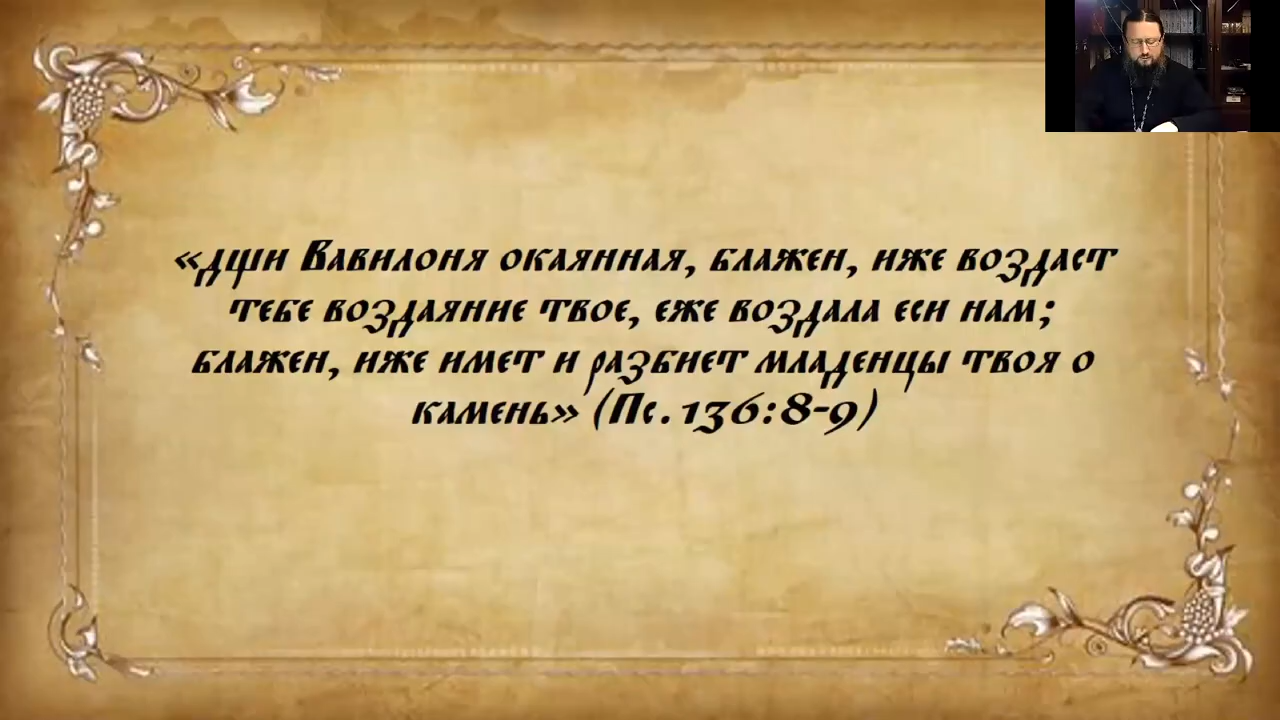 «дщи Вавилоня окаянная, блажен, иже воздаст
тебе воздаяние твое, еже воздала еси нам;
блажен, иже имет и разбиет младенцы твоя о
камень» (Пс. 136:8-9)